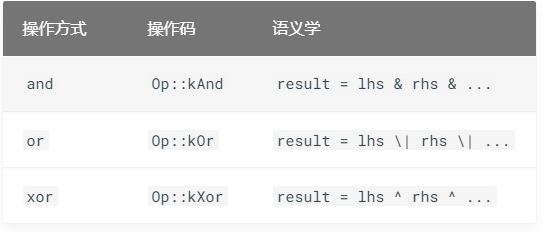 操作方式 操作码 语义学
and Op::kAnd result = lhs & rhs & ...
or Op::kOr result = lhs \| rhs \| ...
xor Op::kXor result = lhs ^ rhs ^ ...